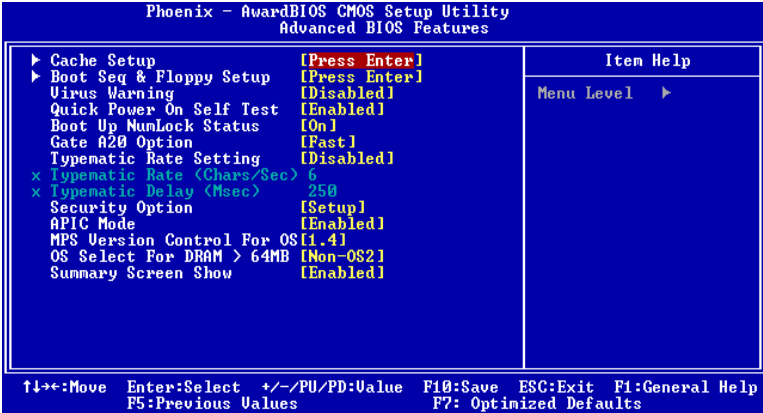 Phoenix - AwardBIOS CMOS Setup Utility
Advanced BIOS Features
Cache Setup [Press Enter]
Boot Seq & Floppy Setup [Press Enter]
Virus Warning [Disabled]
Quick Power On Self Test [Enabled]
Boot Up NumLock Status [On]
Gate A20 Option [Fast]
Typematic Rate Setting [Disabled]
x Typematic Rate (Chars/Sec) 6
x Typematic Delay (Msec) 250
Security Option [Setup]
APIC Mode [Enabled]
MPS Version Control For OS[1.4]
OS Select For DRAM > 64MB [Non-OS2]
Summary Screen Show [Enabled]
Item Help
Menu Level
↑↓→←:Move Enter:Select +/-/PU/PD:Value F10:Save ESC:Exit F1:General Help
F5:Previous Values F7: Optimized Defaults